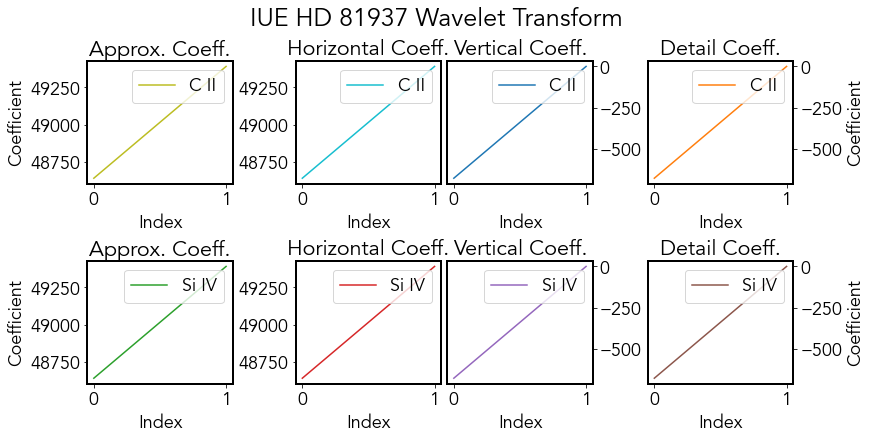 IUE HD 81937 Wavelet Transform
Approx. Coeff. Horizontal Coeff. Vertical Coeff. Detail Coeff.
C II C II C II C II
49250 49250 0 0
49000 49000 −250 −250
48750 48750 −500 −500
Coefficient Coefficient
0 1 0 1 0 1 0 1
Index Index Index Index
Approx. Coeff. Horizontal Coeff. Vertical Coeff. Detail Coeff.
Si IV Si IV Si IV Si IV
49250 49250 0 0
49000 49000 −250 −250
48750 48750 −500 −500
Coefficient Coefficient
0 1 0 1 0 1 0 1
Index Index Index Index